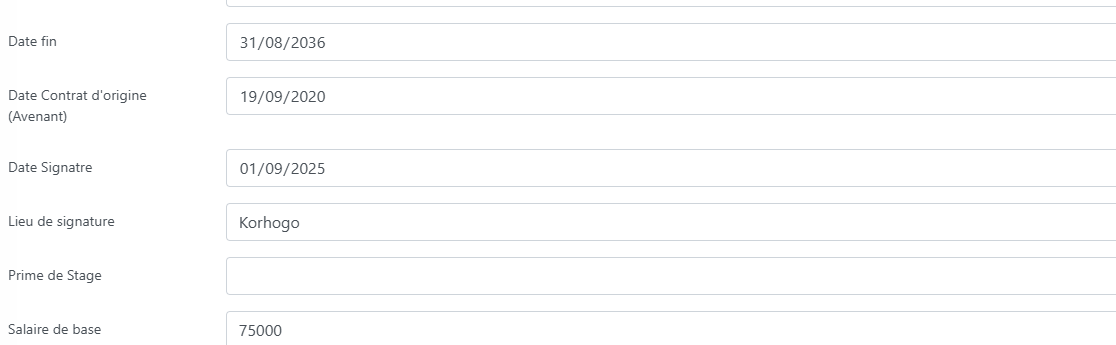 Date fin
31/08/2036
Date Contrat d'origine
(Avenant)
19/09/2020
Date Signatre
01/09/2025
Lieu de signature
Korhogo
Prime de Stage
Salaire de base
75000